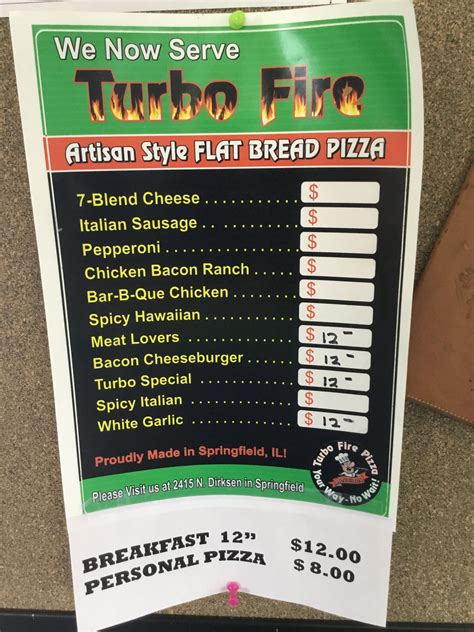 We Now Serve
Turbo Fire
Artisan Style FLAT BREAD PIZZA
7-Blend Cheese . . . . . . . . . . . . $
Italian Sausage . . . . . . . . . . . . $
Pepperoni . . . . . . . . . . . . . . . . . $
Chicken Bacon Ranch . . . . . . $
Bar-B-Que Chicken . . . . . . . . . $
Spicy Hawaiian . . . . . . . . . . . . $
Meat Lovers . . . . . . . . . . . . . . . $ 12-
Bacon Cheeseburger . . . . . . . $ 12-
Turbo Special . . . . . . . . . . . . . $ 12-
Spicy Italian . . . . . . . . . . . . . . $
White Garlic . . . . . . . . . . . . . . $ 12-
Proudly Made in Springfield, IL!
Please Visit us at 2415 N. Dirksen in Springfield
Turbo Fire Pizza
Your Way - No Wait!
BREAKFAST 12” $12.00
PERSONAL PIZZA $ 8.00